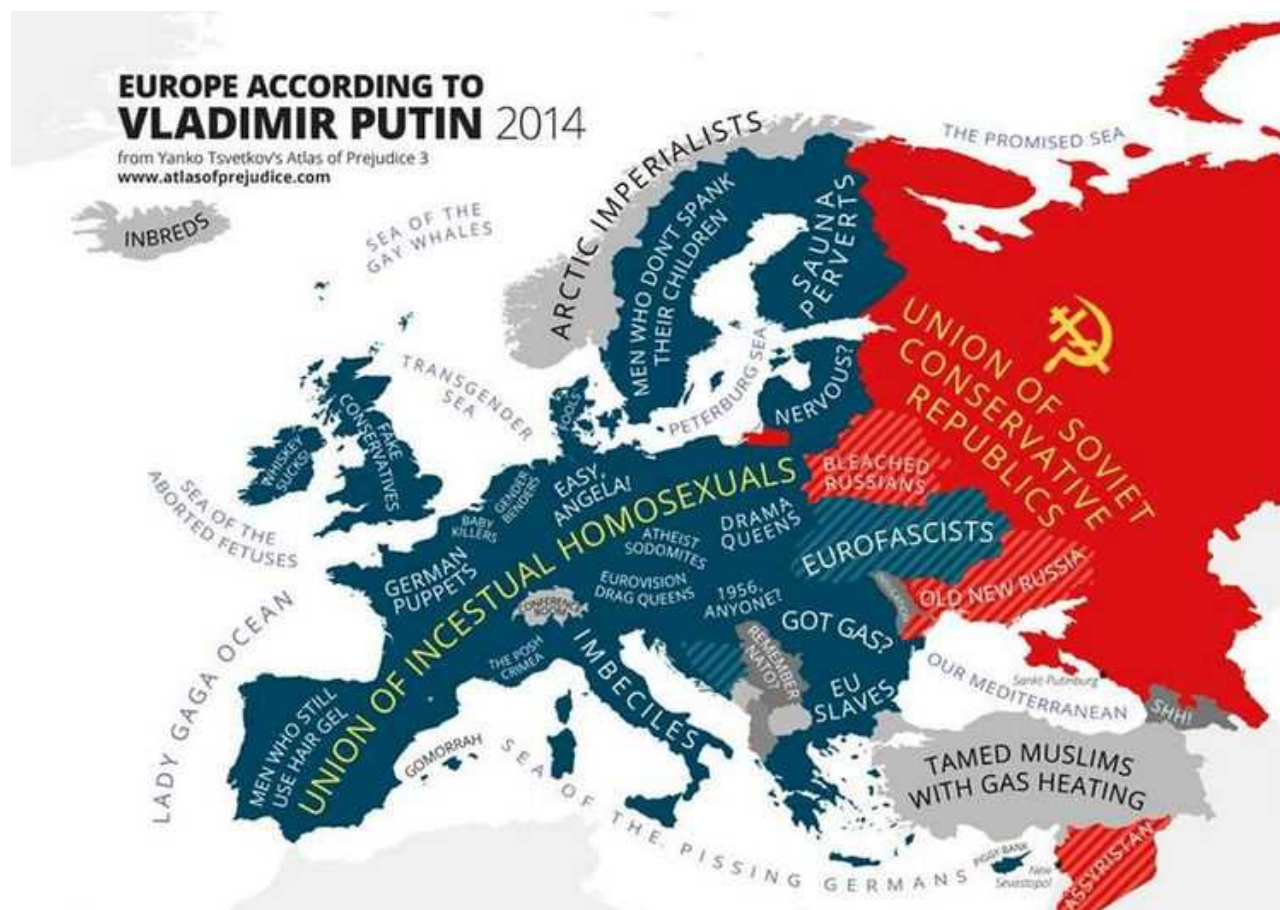 EUROPE ACCORDING TO
VLADIMIR PUTIN 2014
from Yanko Tsvetkov's Atlas of Prejudice 3
www.atlasofprejudice.com
THE PROMISED SEA
INBREDS
SEA OF THE
GAY WHALES
ARCTIC IMPERIALISTS
MEN WHO DON'T SPANK
THEIR CHILDREN
SAUNA
PERVERTS
UNION OF SOVIET
CONSERVATIVE
REPUBLICS
TRANSGENDER
SEA
PETERBURG SEA
NERVOUS?
FOOLS
FAKE
CONSERVATIVES
WHISKEY
SUCKS!
SEA OF THE
ABORTED FETUSES
GENDER
BENDERS
EASY,
ANGELA!
BABY
KILLERS
UNION OF INCESTUAL HOMOSEXUALS
BLEACHED
RUSSIANS
DRAMA
QUEENS
ATHEIST
SODOMITES
EUROFASCISTS
GERMAN
PUPPETS
EUROVISION
DRAG QUEENS
1956,
ANYONE?
OLD NEW RUSSIA
GOT GAS?
LADY GAGA OCEAN
THE POSH
CRIMEA
IMBECILES
REMEMBER
NATO?
OUR MEDITERRANEAN
Sankt-Putinburg
SHH!
EU
SLAVES
MEN WHO STILL
USE HAIR GEL
GOMORRAH
TAMED MUSLIMS
WITH GAS HEATING
SEA OF THE PISSING GERMANS
PIGGY BANK
New
Sevastopol
ASSYRISTAN